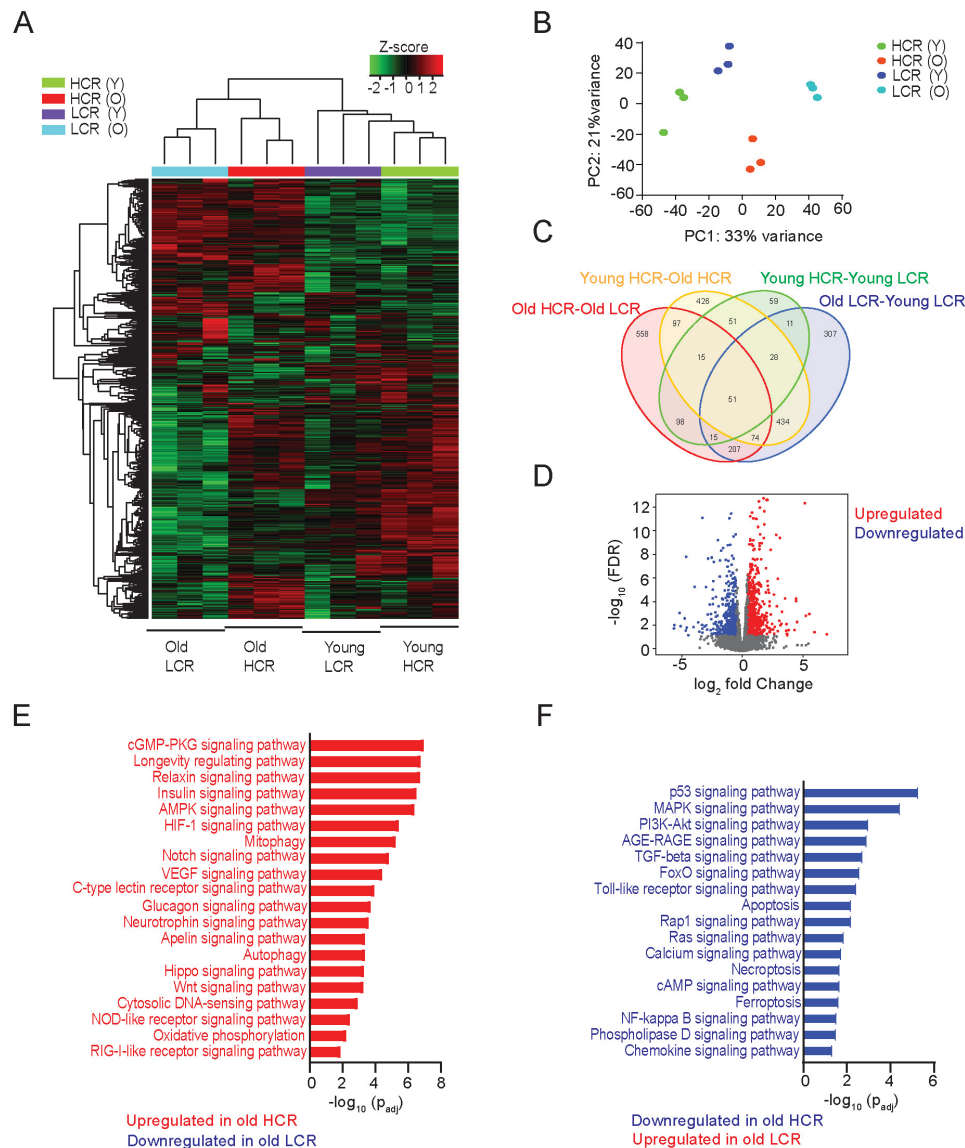 A
Z-score
-2 -1 0 1 2
HCR (Y)
HCR (O)
LCR (Y)
LCR (O)
Old LCR
Old HCR
Young LCR
Young HCR
B
PC2: 21%variance
40
20
0
-20
-40
-60
-60 -40 -20 0 20 40 60
PC1: 33% variance
HCR (Y)
HCR (O)
LCR (Y)
LCR (O)
C
Young HCR-Old HCR
Young HCR-Young LCR
Old HCR-Old LCR
Old LCR-Young LCR
426
59
558
97
51
11
307
15
28
51
98
434
15
74
207
D
-log10 (FDR)
12
10
8
6
4
2
0
-5 0 5
log2 fold Change
Upregulated
Downregulated
E
cGMP-PKG signaling pathway
Longevity regulating pathway
Relaxin signaling pathway
Insulin signaling pathway
AMPK signaling pathway
HIF-1 signaling pathway
Mitophagy
Notch signaling pathway
VEGF signaling pathway
C-type lectin receptor signaling pathway
Glucagon signaling pathway
Neurotrophin signaling pathway
Apelin signaling pathway
Autophagy
Hippo signaling pathway
Wnt signaling pathway
Cytosolic DNA-sensing pathway
NOD-like receptor signaling pathway
Oxidative phosphorylation
RIG-I-like receptor signaling pathway
0 2 4 6 8
-log10 (padj)
Upregulated in old HCR
Downregulated in old LCR
F
p53 signaling pathway
MAPK signaling pathway
PI3K-Akt signaling pathway
AGE-RAGE signaling pathway
TGF-beta signaling pathway
FoxO signaling pathway
Toll-like receptor signaling pathway
Apoptosis
Rap1 signaling pathway
Ras signaling pathway
Calcium signaling pathway
Necroptosis
cAMP signaling pathway
Ferroptosis
NF-kappa B signaling pathway
Phospholipase D signaling pathway
Chemokine signaling pathway
0 2 4 6
-log10 (padj)
Downregulated in old HCR
Upregulated in old LCR